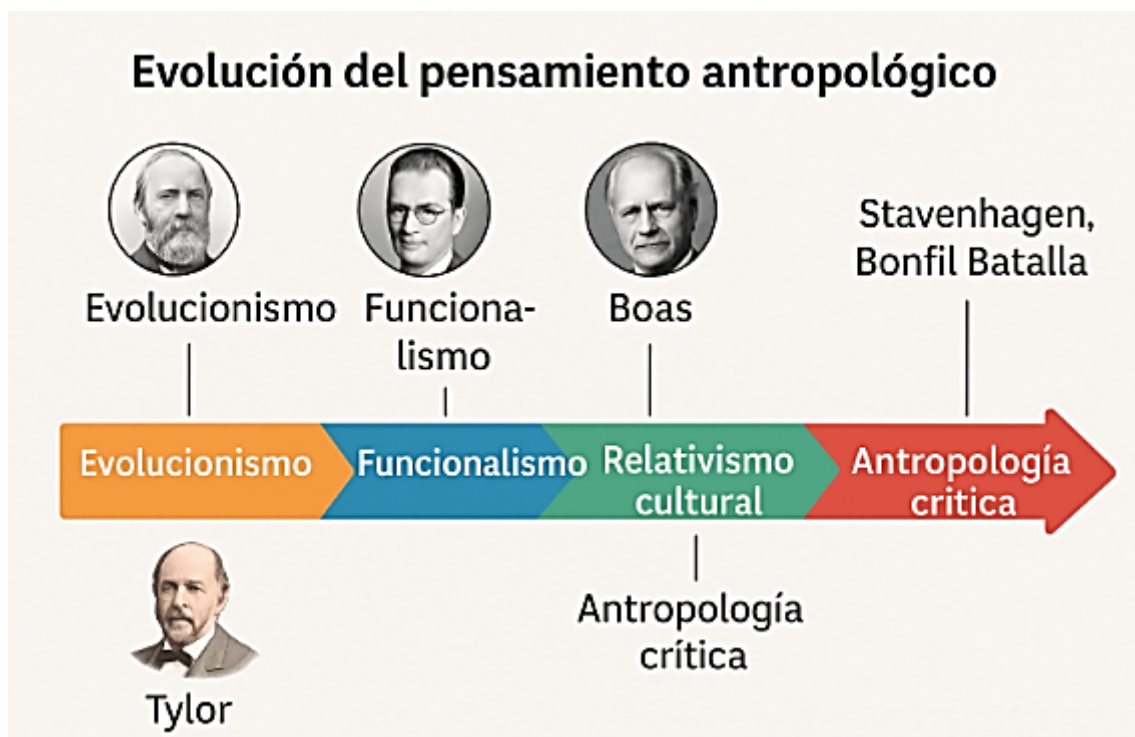 Evolución del pensamiento antropológico
Evolucionismo
Funciona-
lismo
Boas
Stavenhagen,
Bonfil Batalla
Evolucionismo
Funcionalismo
Relativismo
cultural
Antropología
critica
Tylor
Antropología
crítica